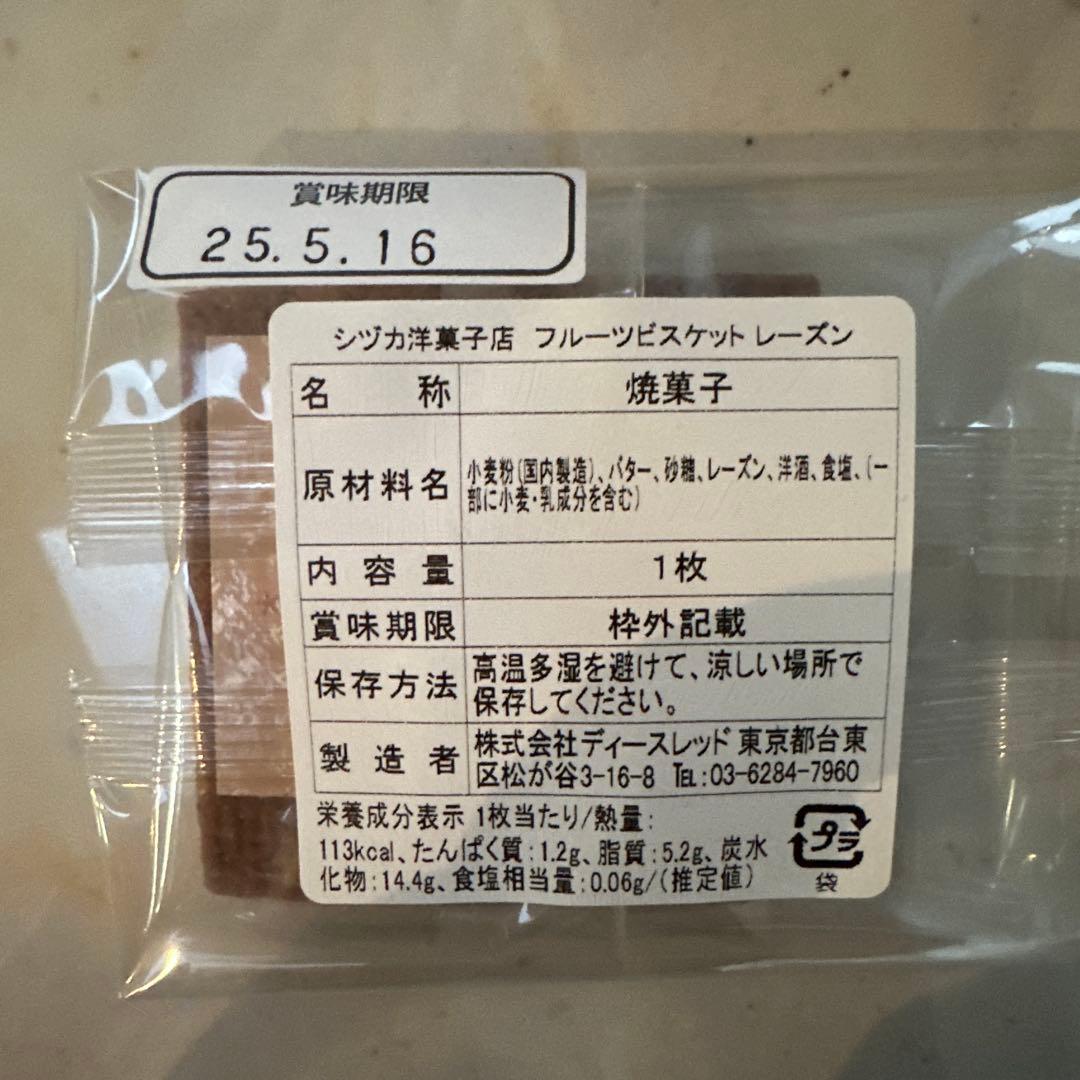 賞味期限
25.5.16
シヅカ洋菓子店 フルーツビスケット レーズン
名称 焼菓子
原材料名 小麦粉(国内製造)、バター、砂糖、レーズン、洋酒、食塩、(一
部に小麦・乳成分を含む)
内容量 1枚
賞味期限 枠外記載
保存方法 高温多湿を避けて、涼しい場所で
保存してください。
製造者 株式会社ディースレッド 東京都台東
区松が谷3-16-8 TEL:03-6284-7960
栄養成分表示 1枚当たり/熱量:
113kcal、たんぱく質:1.2g、脂質:5.2g、炭水
化物:14.4g、食塩相当量:0.06g/(推定値)
プラ
袋